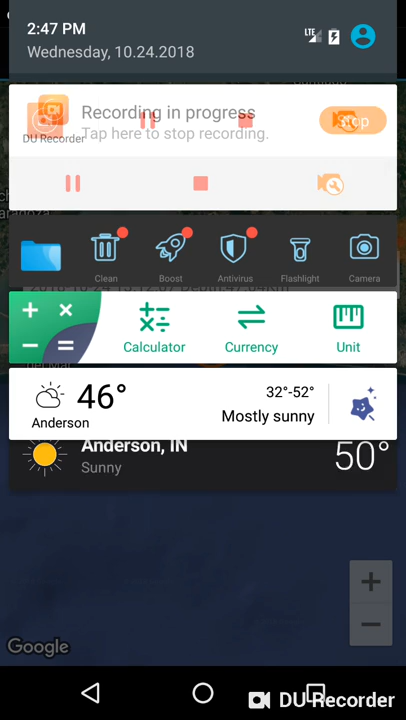 2:47 PM
LTE
Wednesday, 10.24.2018
Recording in progress
Stop
Tap here to stop recording.
DU Recorder
Clean
Boost
Antivirus
Flashlight
Camera
Calculator
Currency
Unit
46°
32°-52°
Mostly sunny
Anderson
Anderson, IN
Sunny
50°
Google
DU Recorder